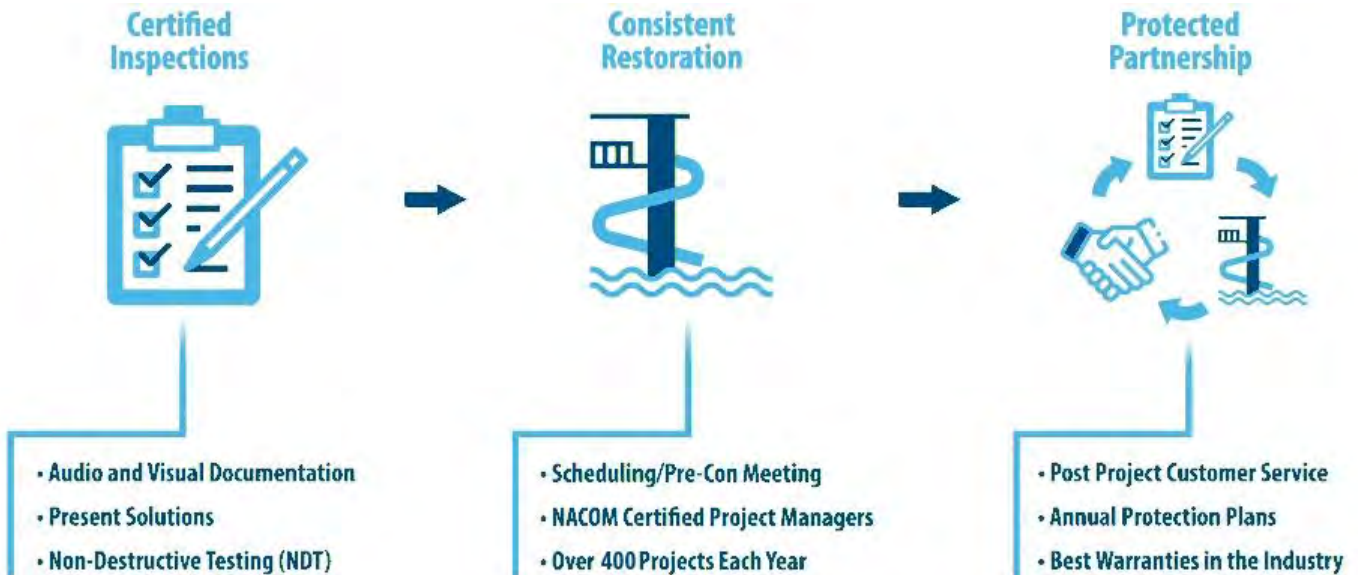 Certified
Inspections
Consistent
Restoration
Protected
Partnership
• Audio and Visual Documentation
• Present Solutions
• Non-Destructive Testing (NDT)
• Scheduling/Pre-Con Meeting
• NACOM Certified Project Managers
• Over 400 Projects Each Year
• Post Project Customer Service
• Annual Protection Plans
• Best Warranties in the Industry